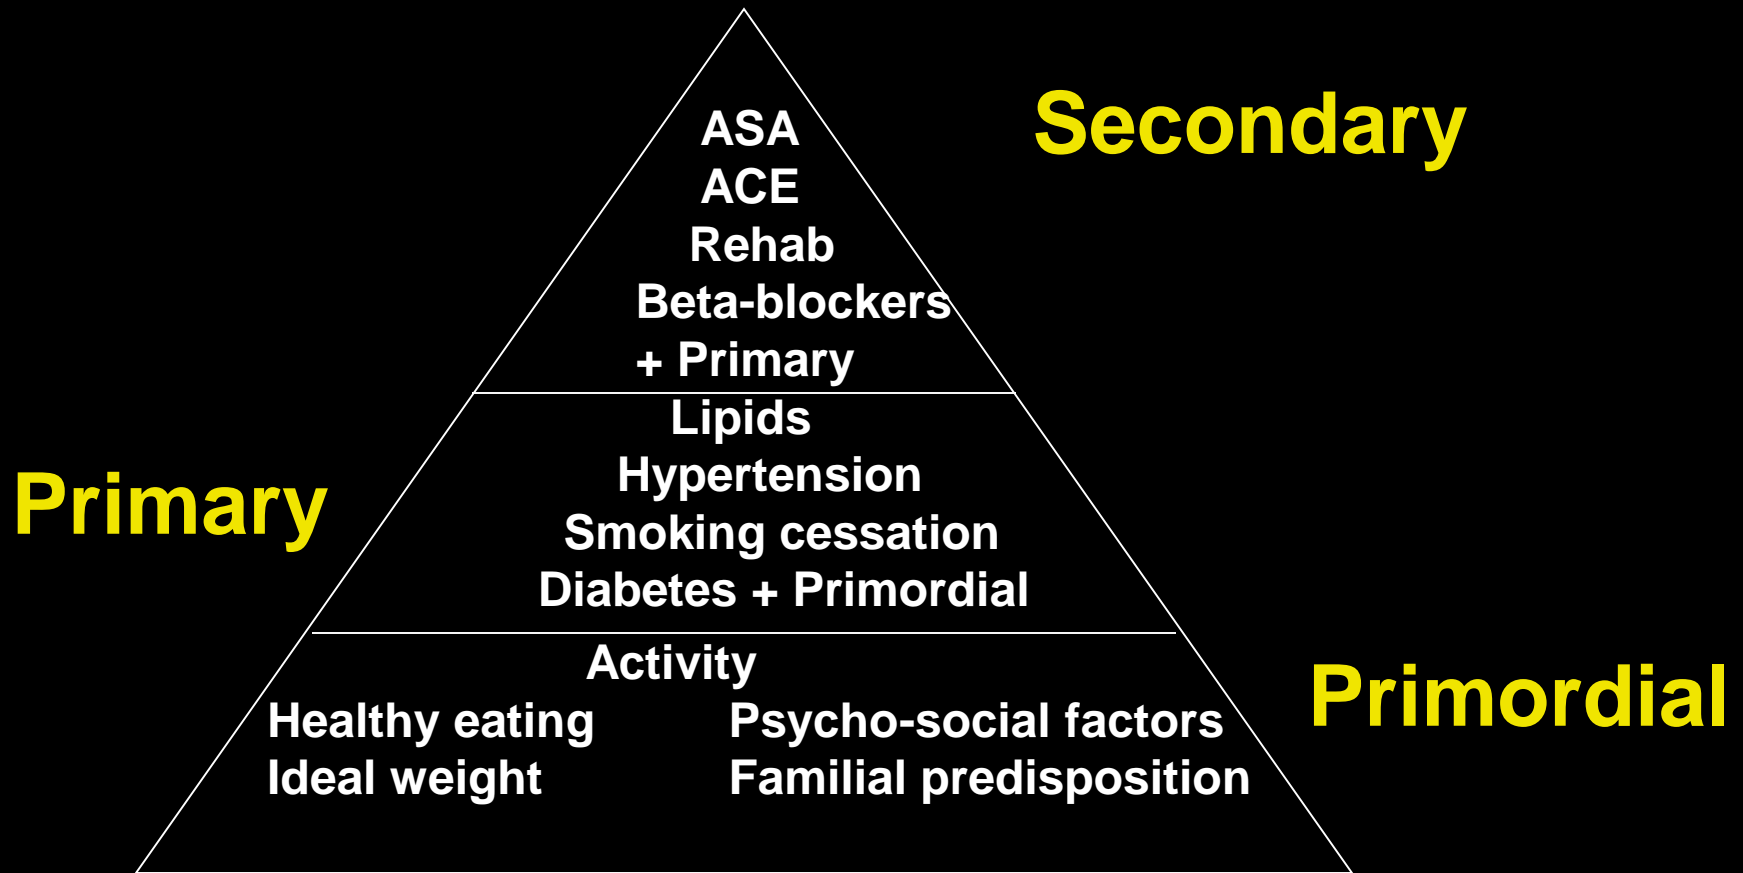 Secondary
ASA
ACE
Rehab
Beta-blockers
+ Primary
Primary
Lipids
Hypertension
Smoking cessation
Diabetes + Primordial
Primordial
Activity
Healthy eating
Ideal weight
Psycho-social factors
Familial predisposition